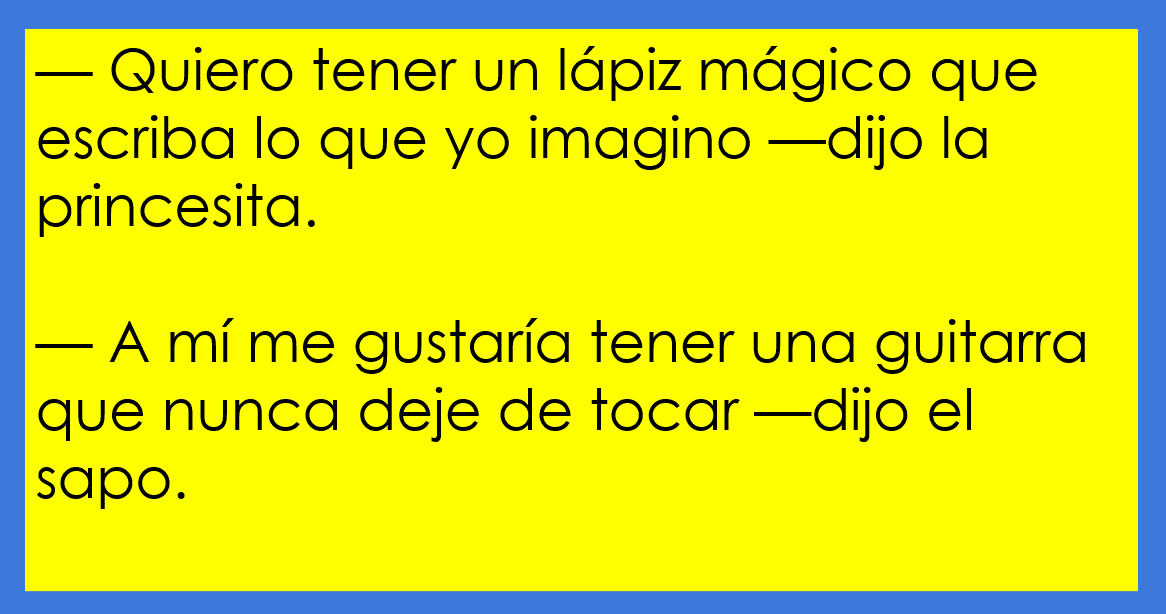 — Quiero tener un lápiz mágico que
escriba lo que yo imagino —dijo la
princesita.
— A mí me gustaría tener una guitarra
que nunca deje de tocar —dijo el
sapo.